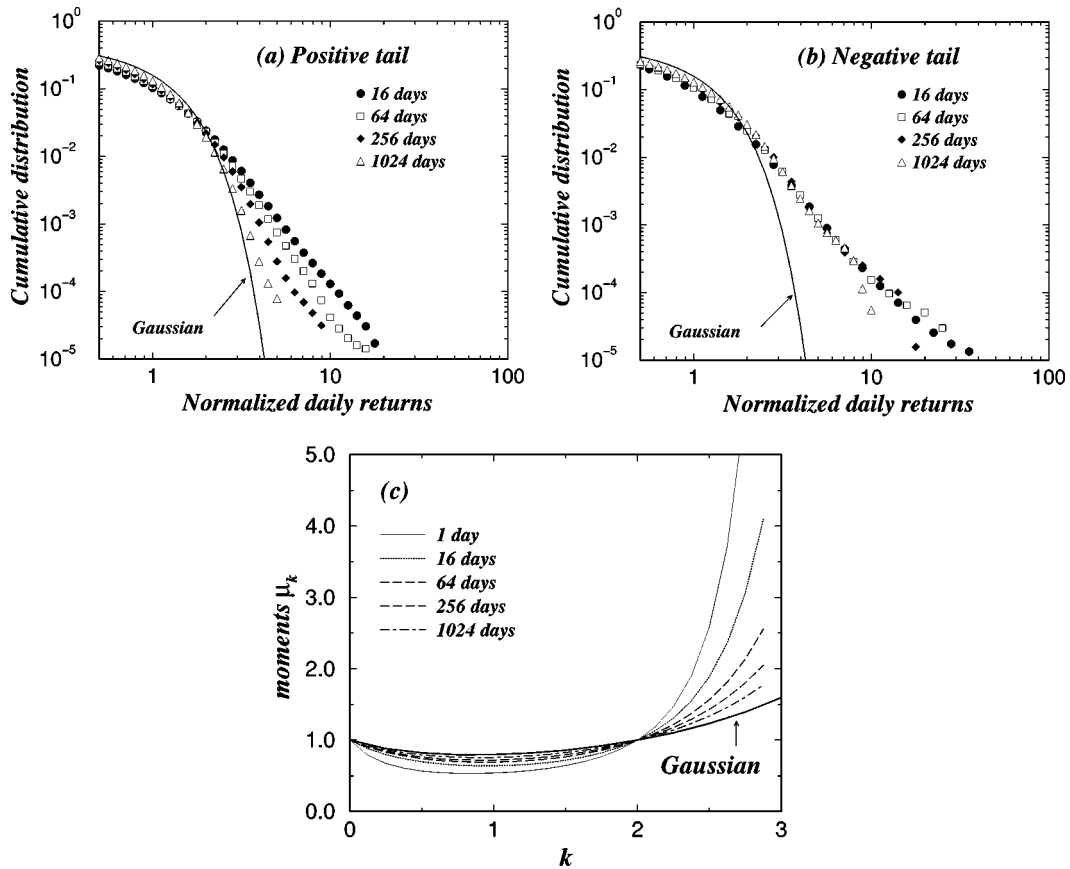 (a) Positive tail
16 days
64 days
256 days
1024 days
Gaussian
Cumulative distribution
10^0
10^-1
10^-2
10^-3
10^-4
10^-5
1
10
100
Normalized daily returns
(b) Negative tail
16 days
64 days
256 days
1024 days
Gaussian
Cumulative distribution
10^0
10^-1
10^-2
10^-3
10^-4
10^-5
1
10
100
Normalized daily returns
(c)
1 day
16 days
64 days
256 days
1024 days
Gaussian
moments μ_k
5.0
4.0
3.0
2.0
1.0
0.0
0
1
2
3
k